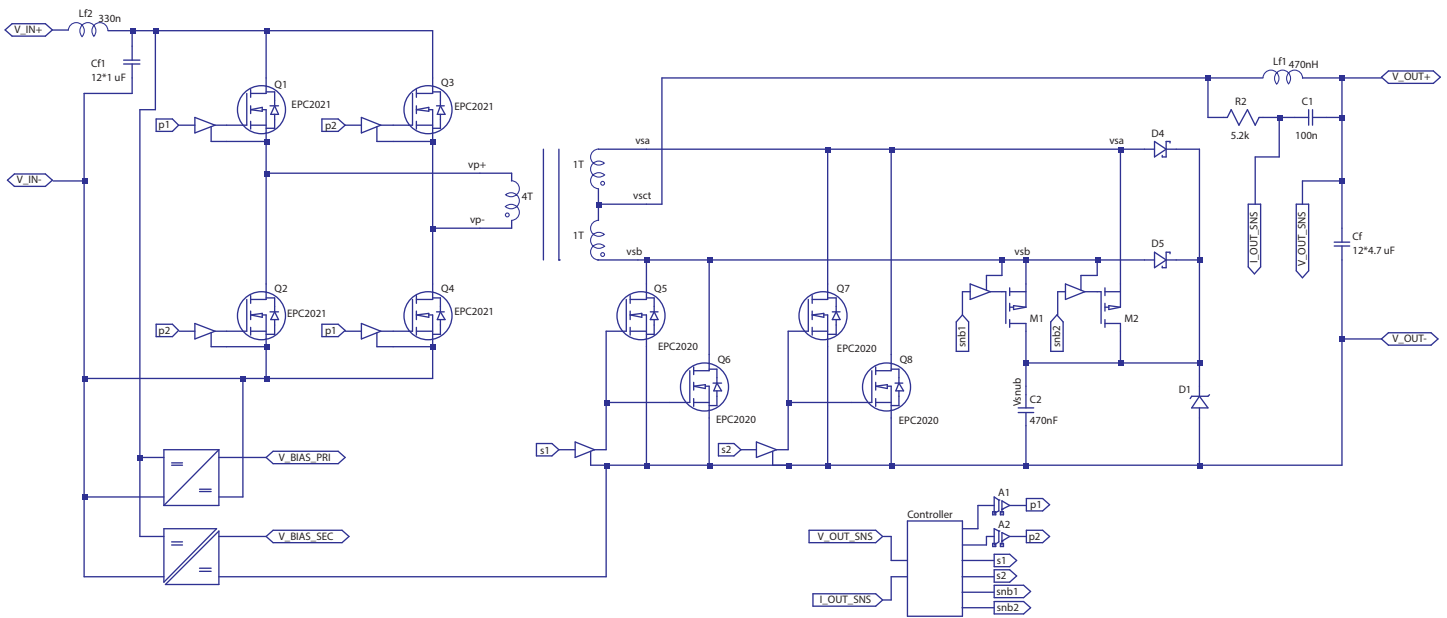 Lf2 330n
V_IN+
Cf1
12*1 uF
Q1
EPC2021
Q3
EPC2021
p1
p2
V_IN-
vp+
vp-
4T
1T
1T
vsa
vsct
vsb
Q2
EPC2021
Q4
EPC2021
p2
p1
Q5
EPC2020
Q6
EPC2020
Q7
EPC2020
Q8
EPC2020
s1
s2
vsa
vsb
D4
D5
snb1
M1
snb2
M2
Vsnub
C2
470nF
D1
Lf1 470nH
V_OUT+
R2
5.2k
C1
100n
I_OUT_SNS
V_OUT_SNS
Cf
12*4.7 uF
V_OUT-
V_BIAS_PRI
V_BIAS_SEC
Controller
V_OUT_SNS
I_OUT_SNS
A1
p1
A2
p2
s1
s2
snb1
snb2